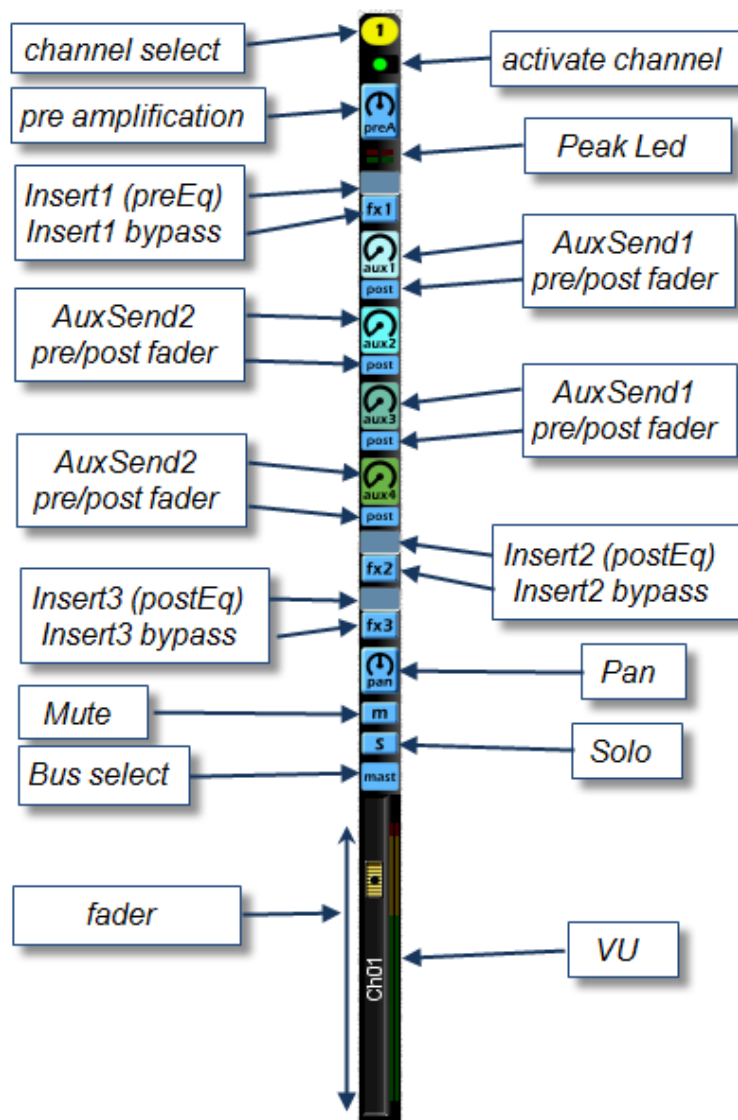 1
channel select
activate channel
pre amplification
preA
Peak Led
Insert1 (preEq)
Insert1 bypass
fx1
AuxSend1
pre/post fader
aux1
post
AuxSend2
pre/post fader
aux2
post
AuxSend1
pre/post fader
aux3
post
AuxSend2
pre/post fader
aux4
post
Insert2 (postEq)
Insert2 bypass
fx2
Insert3 (postEq)
Insert3 bypass
fx3
Pan
pan
Mute
m
Solo
s
Bus select
mast
fader
Ch01
VU